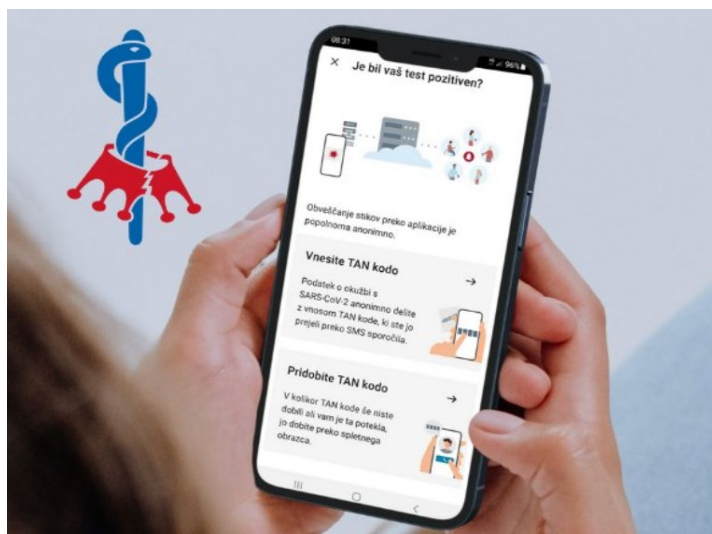 08:31
96%
× Je bil vaš test pozitiven?
Obveščanje stikov preko aplikacije je
popolnoma anonimno.
Vnesite TAN kodo →
Podatek o okužbi s
SARS-CoV-2 anonimno delite
z vnosom TAN kode, ki ste jo
prejeli preko SMS sporočila.
Pridobite TAN kodo →
V kolikor TAN kode še niste
dobili ali vam je ta potekla,
jo dobite preko spletnega
obrazca.